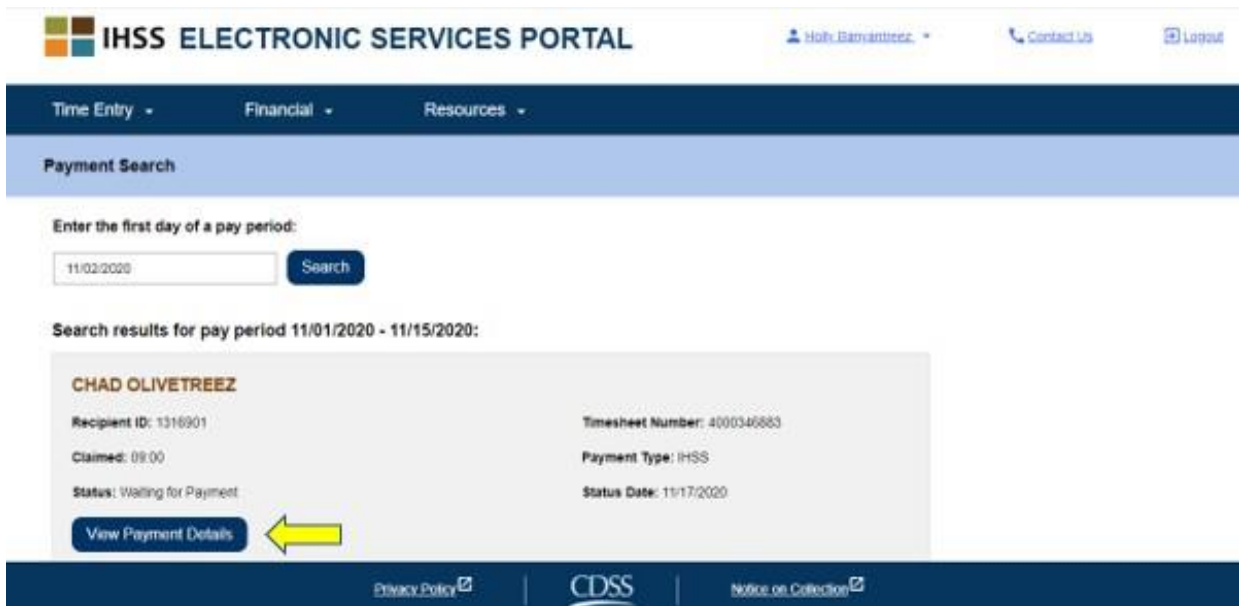 IHSS ELECTRONIC SERVICES PORTAL
Holly Banyantreez
Contact Us
Logout
Time Entry
Financial
Resources
Payment Search
Enter the first day of a pay period:
11/02/2020
Search
Search results for pay period 11/01/2020 - 11/15/2020:
CHAD OLIVETREEZ
Recipient ID: 1316901
Timesheet Number: 4000346883
Claimed: 09:00
Payment Type: IHSS
Status: Waiting for Payment
Status Date: 11/17/2020
View Payment Details
Privacy Policy
CDSS
Notice on Collection